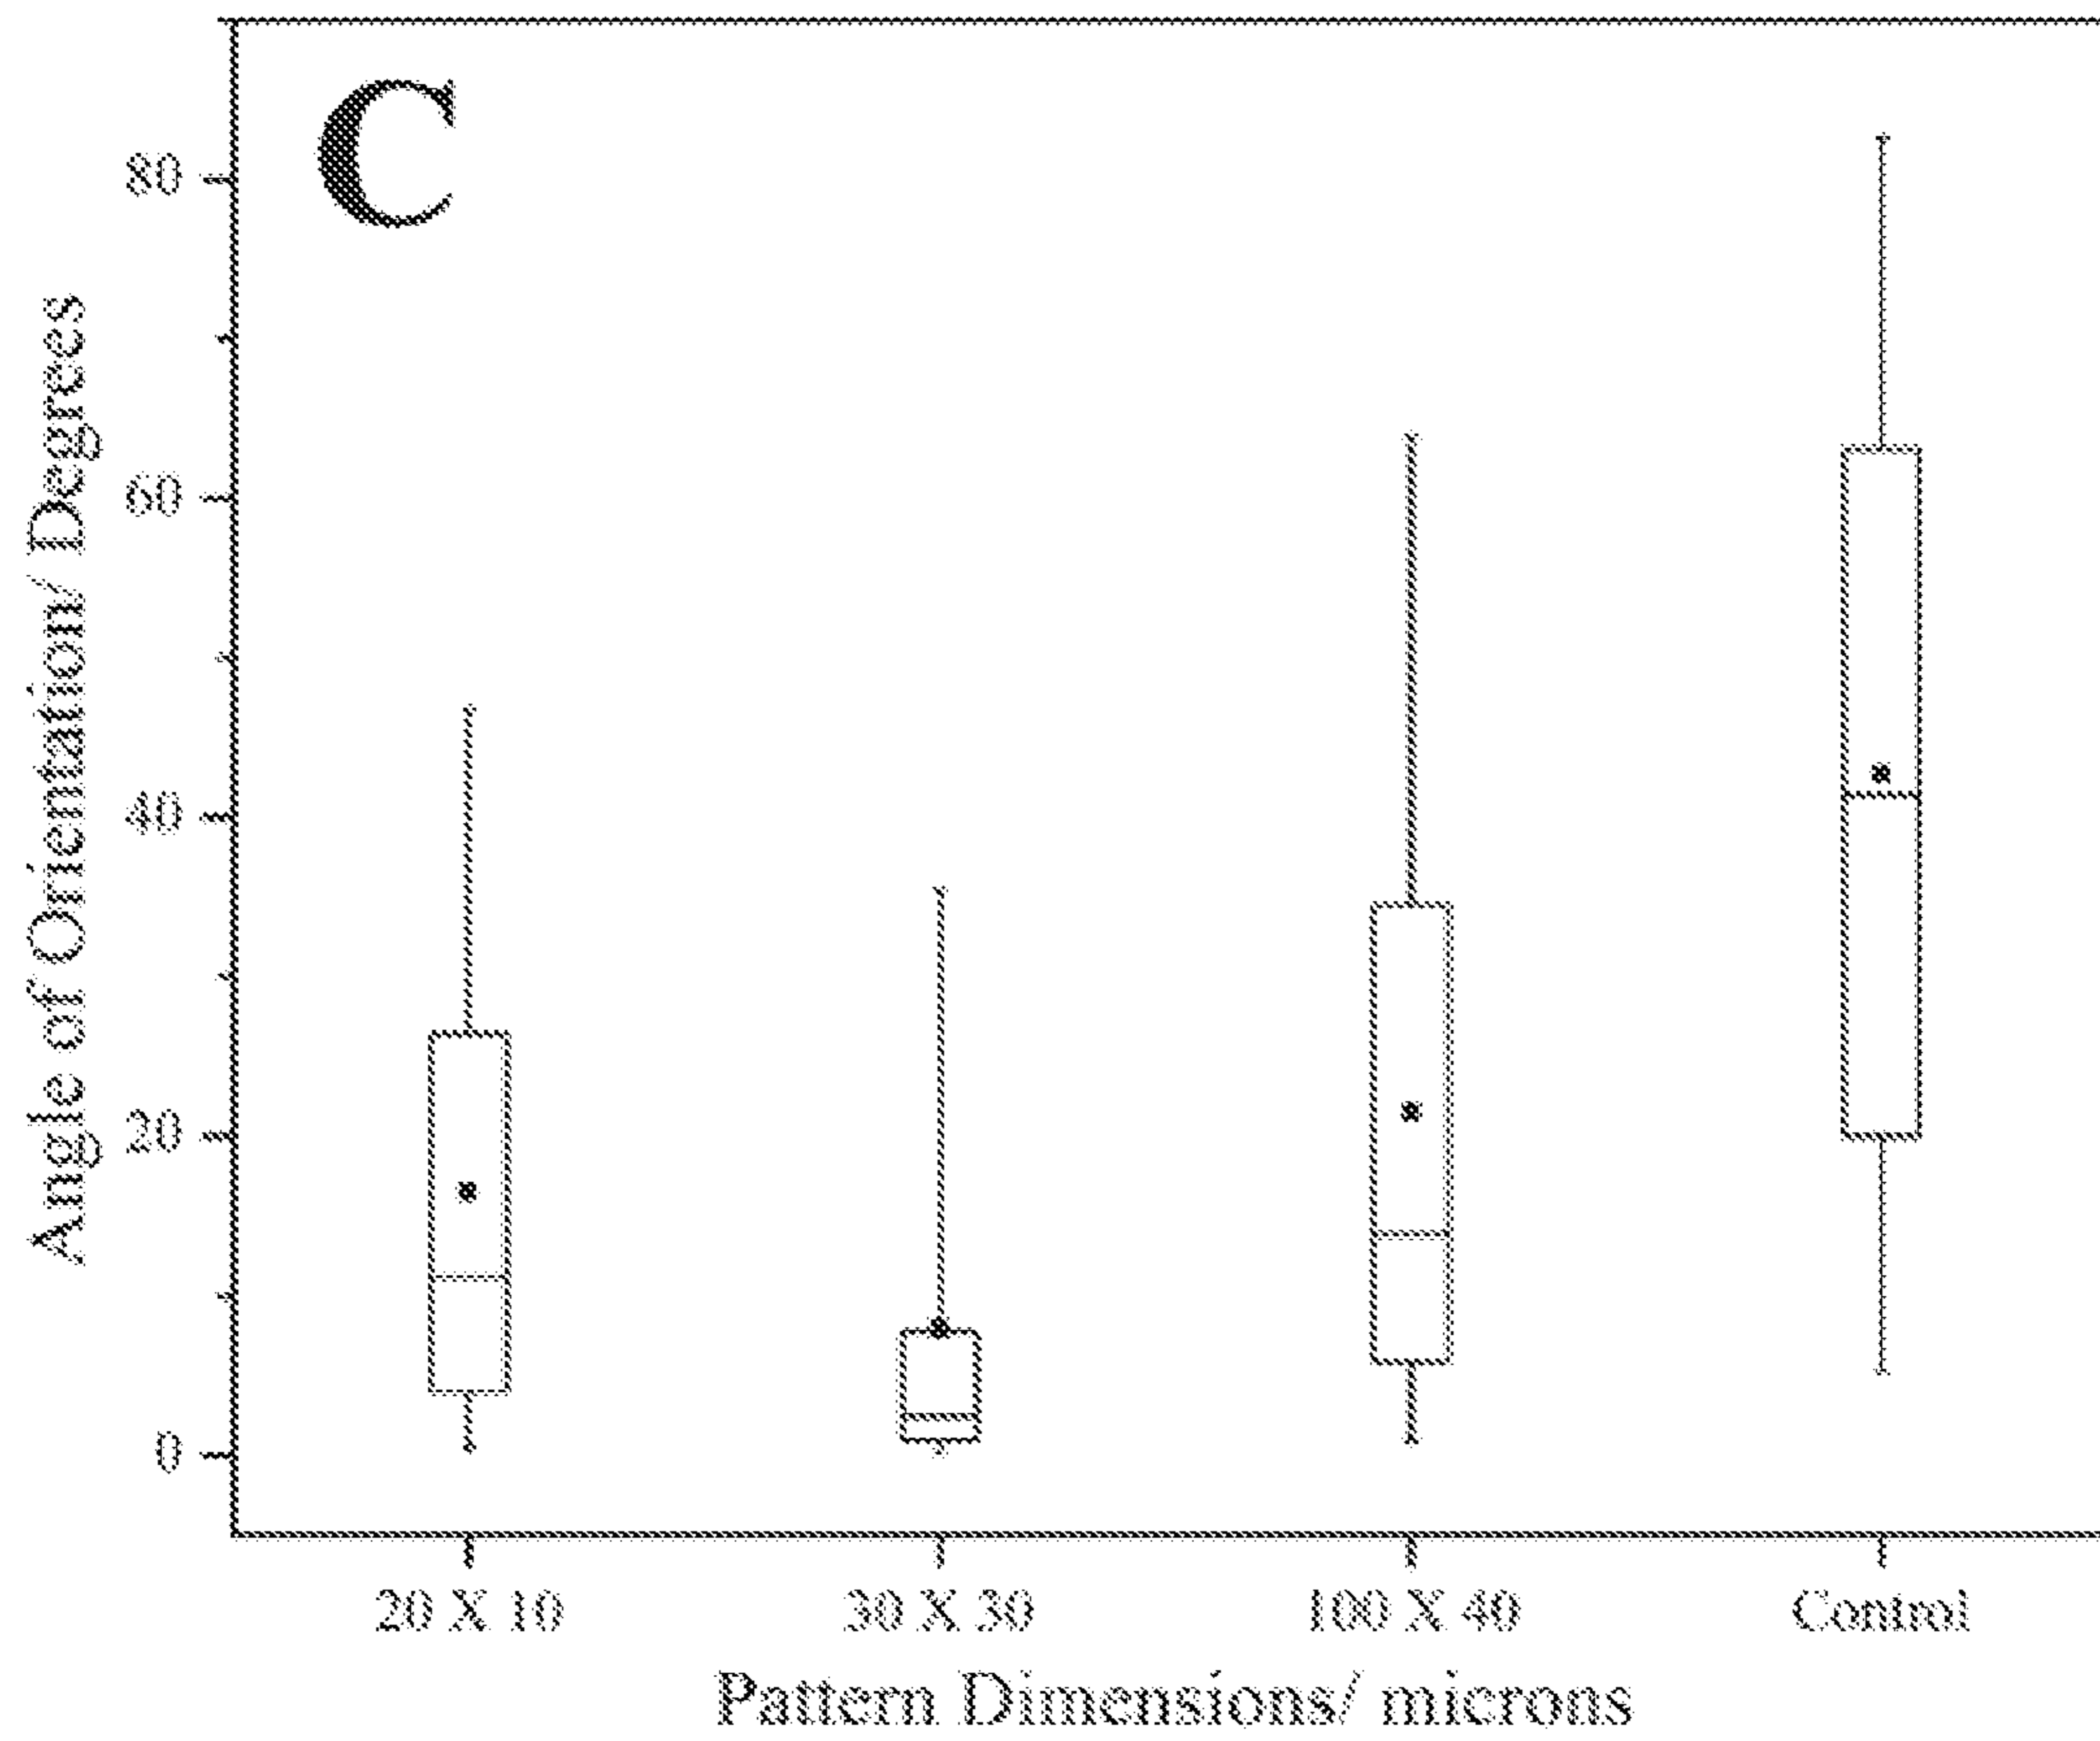 C
Angle of Orientation/ Degrees
80
60
40
20
0
20 X 10
30 X 30
100 X 40
Control
Pattern Dimensions/ microns